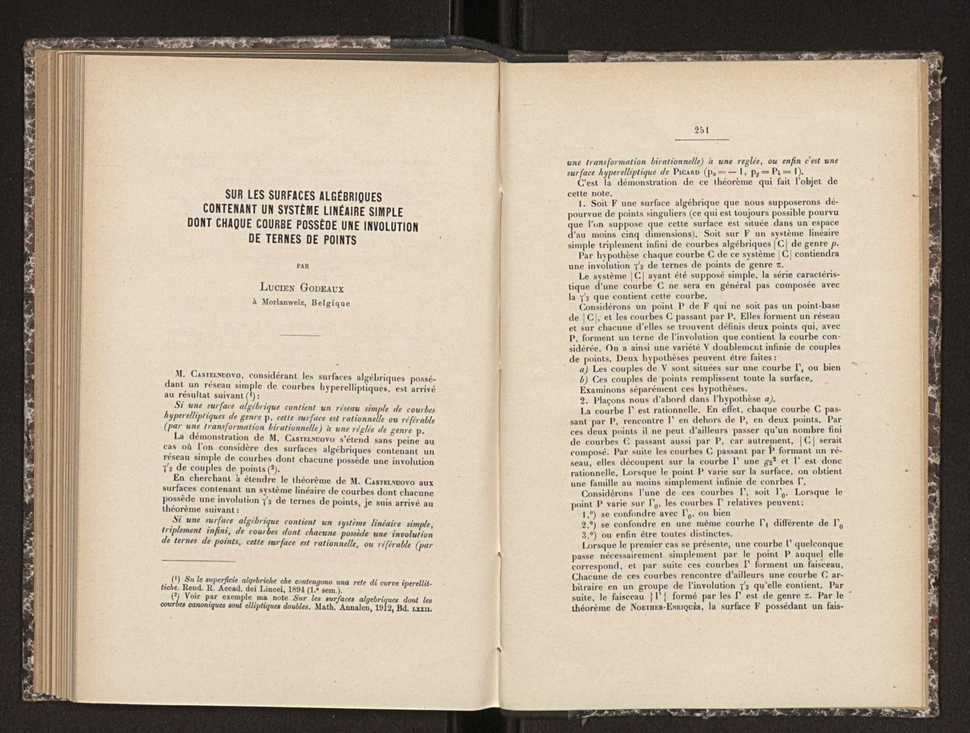 SUR LES SURFACES ALGÉBRIQUES
CONTENANT UN SYSTÈME LINÉAIRE SIMPLE
DONT CHAQUE COURBE POSSÈDE UNE INVOLUTION
DE TERNES DE POINTS
PAR
LUCIEN GODEAUX
à Morlanwelz, Belgique
M. CASTELNUOVO, considérant les surfaces algébriques possé-
dant un réseau simple de courbes hyperelliptiques, est arrivé
au résultat suivant (¹):
Si une surface algébrique contient un réseau simple de courbes
hyperelliptiques de genre p, cette surface est rationnelle ou référable
(par une transformation birationnelle) à une réglée de genre p.
La démonstration de M. CASTELNUOVO s'étend sans peine au
cas où l'on considère des surfaces algébriques contenant un
réseau simple de courbes dont chacune possède une involution
γ'₂ de couples de points (²).
En cherchant à étendre le théorème de M. CASTELNUOVO aux
surfaces contenant un système linéaire de courbes dont chacune
possède une involution γ'₃ de ternes de points, je suis arrivé au
théorème suivant:
Si une surface algébrique contient un système linéaire simple,
triplement infini, de courbes dont chacune possède une involution
de ternes de points, cette surface est rationnelle, ou référable (par
(¹) Su le superficie algebriche che contengono una rete di curve iperellit-
tiche. Rend. R. Accad. dei Lincei, 1894 (1.ª sem.).
(²) Voir par exemple ma note Sur les surfaces algebriques dont les
courbes canoniques sont elliptiques doubles. Math. Annalen, 1912, Bd. LXXII.
251
une transformation birationnelle) à une reglée, ou enfin c'est une
surface hyperelliptique de PICARD (pₐ = — 1, p_g = P₄ = 1).
C'est la démonstration de ce théorème qui fait l'objet de
cette note.
1. Soit F une surface algébrique que nous supposerons dé-
pourvue de points singuliers (ce qui est toujours possible pourvu
que l'on suppose que cette surface est située dans un espace
d'au moins cinq dimensions). Soit sur F un système linéaire
simple triplement infini de courbes algébriques |C| de genre p.
Par hypothèse chaque courbe C de ce système |C| contiendra
une involution γ'₃ de ternes de points de genre π.
Le système |C| ayant été supposé simple, la série caractéris-
tique d'une courbe C ne sera en général pas composée avec
la γ'₃ que contient cette courbe.
Considérons un point P de F qui ne soit pas un point-base
de |C|, et les courbes C passant par P. Elles forment un réseau
et sur chacune d'elles se trouvent définis deux points qui, avec
P, forment un terne de l'involution que contient la courbe con-
sidérée. On a ainsi une variété V doublement infinie de couples
de points. Deux hypothèses peuvent être faites:
a) Les couples de V sont situées sur une courbe Γ, ou bien
b) Ces couples de points remplissent toute la surface.
Examinons séparément ces hypothèses.
2. Plaçons nous d'abord dans l'hypothèse a).
La courbe Γ est rationnelle. En effet, chaque courbe C pas-
sant par P, rencontre Γ en dehors de P, en deux points. Par
ces deux points il ne peut d'ailleurs passer qu'un nombre fini
de courbes C passant aussi par P, car autrement, |C| serait
composé. Par suite les courbes C passant par P formant un ré-
seau, elles découpent sur la courbe Γ une g₂² et Γ est donc
rationnelle. Lorsque le point P varie sur la surface, on obtient
une famille au moins simplement infinie de conrbes Γ.
Considérons l'une de ces courbes Γ, soit Γ₀. Lorsque le
point P varie sur Γ₀, les courbes Γ relatives peuvent:
1.º) se confondre avec Γ₀, ou bien
2.º) se confondre en une même courbe Γ₁ différente de Γ₀
3.º) ou enfin être toutes distinctes.
Lorsque le premier cas se présente, une courbe Γ quelconque
passe nécessairement simplement par le point P auquel elle
correspond, et par suite ces courbes Γ forment un faisceau.
Chacune de ces courbes rencontre d'ailleurs une courbe C ar-
bitraire en un groupe de l'involution γ'₃ qu'elle contient. Par
suite, le faisceau {Γ} formé par les Γ est de genre π. Par le
théorème de NOETHER-ENRIQUÈS, la surface F possédant un fais-